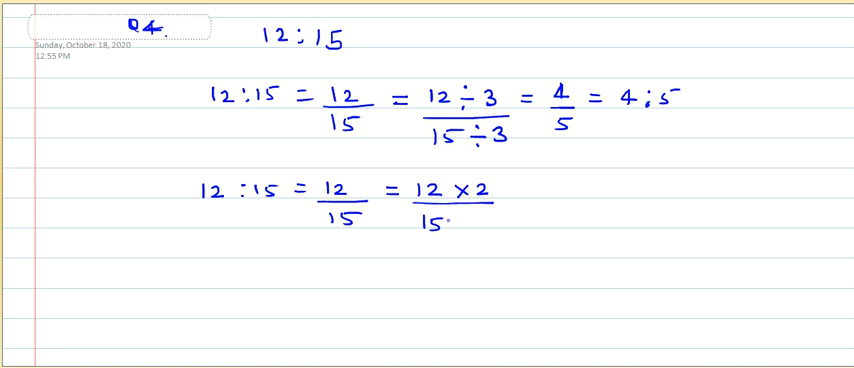 Q4.
12:15
Sunday, October 18, 2020
12:55 PM
12:15 = 12/15 = 12÷3/15÷3 = 4/5 = 4:5
12:15 = 12/15 = 12×2/15